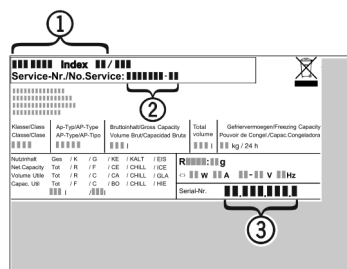 1
Index /
Service-Nr./No.Service: -
2
Klasse/Class Ap-Typ/AP-Type Bruttoinhalt/Gross Capacity Total Gefriervermoegen/Freezing Capacity
Classe/Class AP-Type/AP-Tipo Volume Brut/Capacidad Bruta volume Pouvoir de Congel./Capac.Congeladora
l l kg / 24 h
Nutzinhalt Ges / K / G / KE / KALT / EIS
Net.Capacity Tot / R / F / CE / CHILL / ICE
Volume Utile Tot / F / C / CA / CHILL / GLA
Capac. Util Tot / F / C / BO / CHILL / HIE
l / l
R : g
W A - V Hz
Serial-Nr. . . .
3